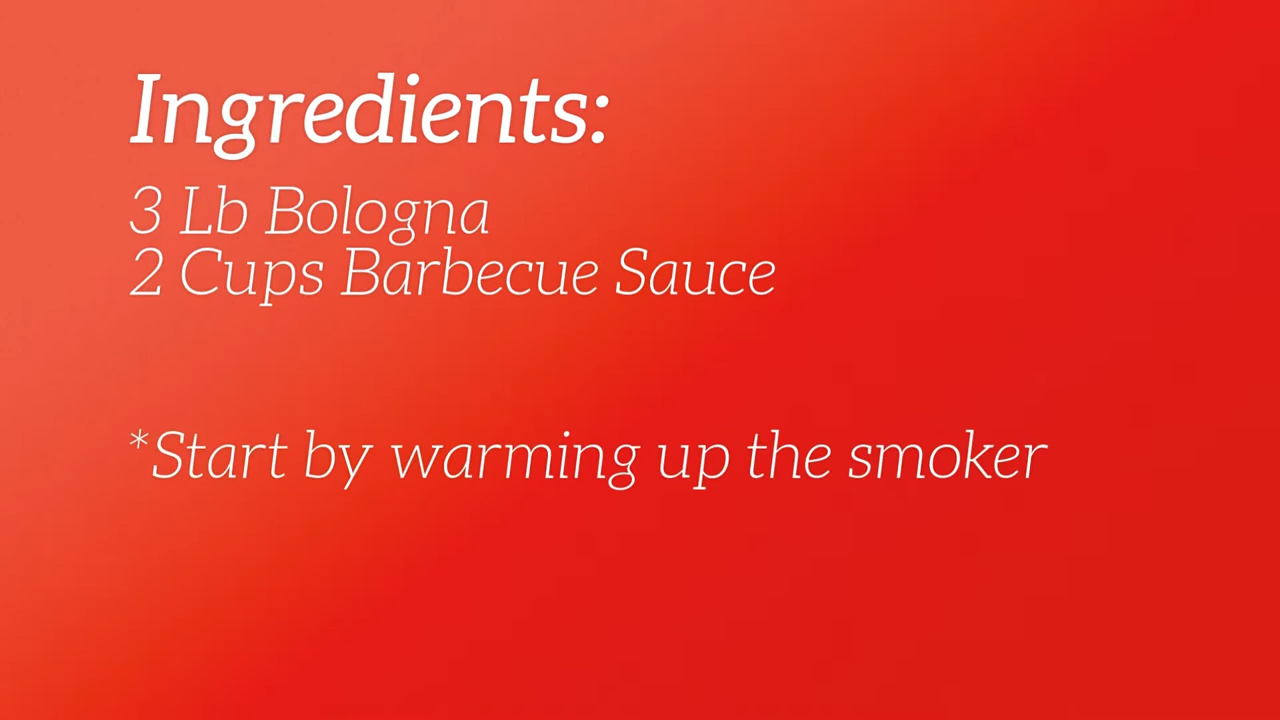 Ingredients:
3 Lb Bologna
2 Cups Barbecue Sauce
*Start by warming up the smoker